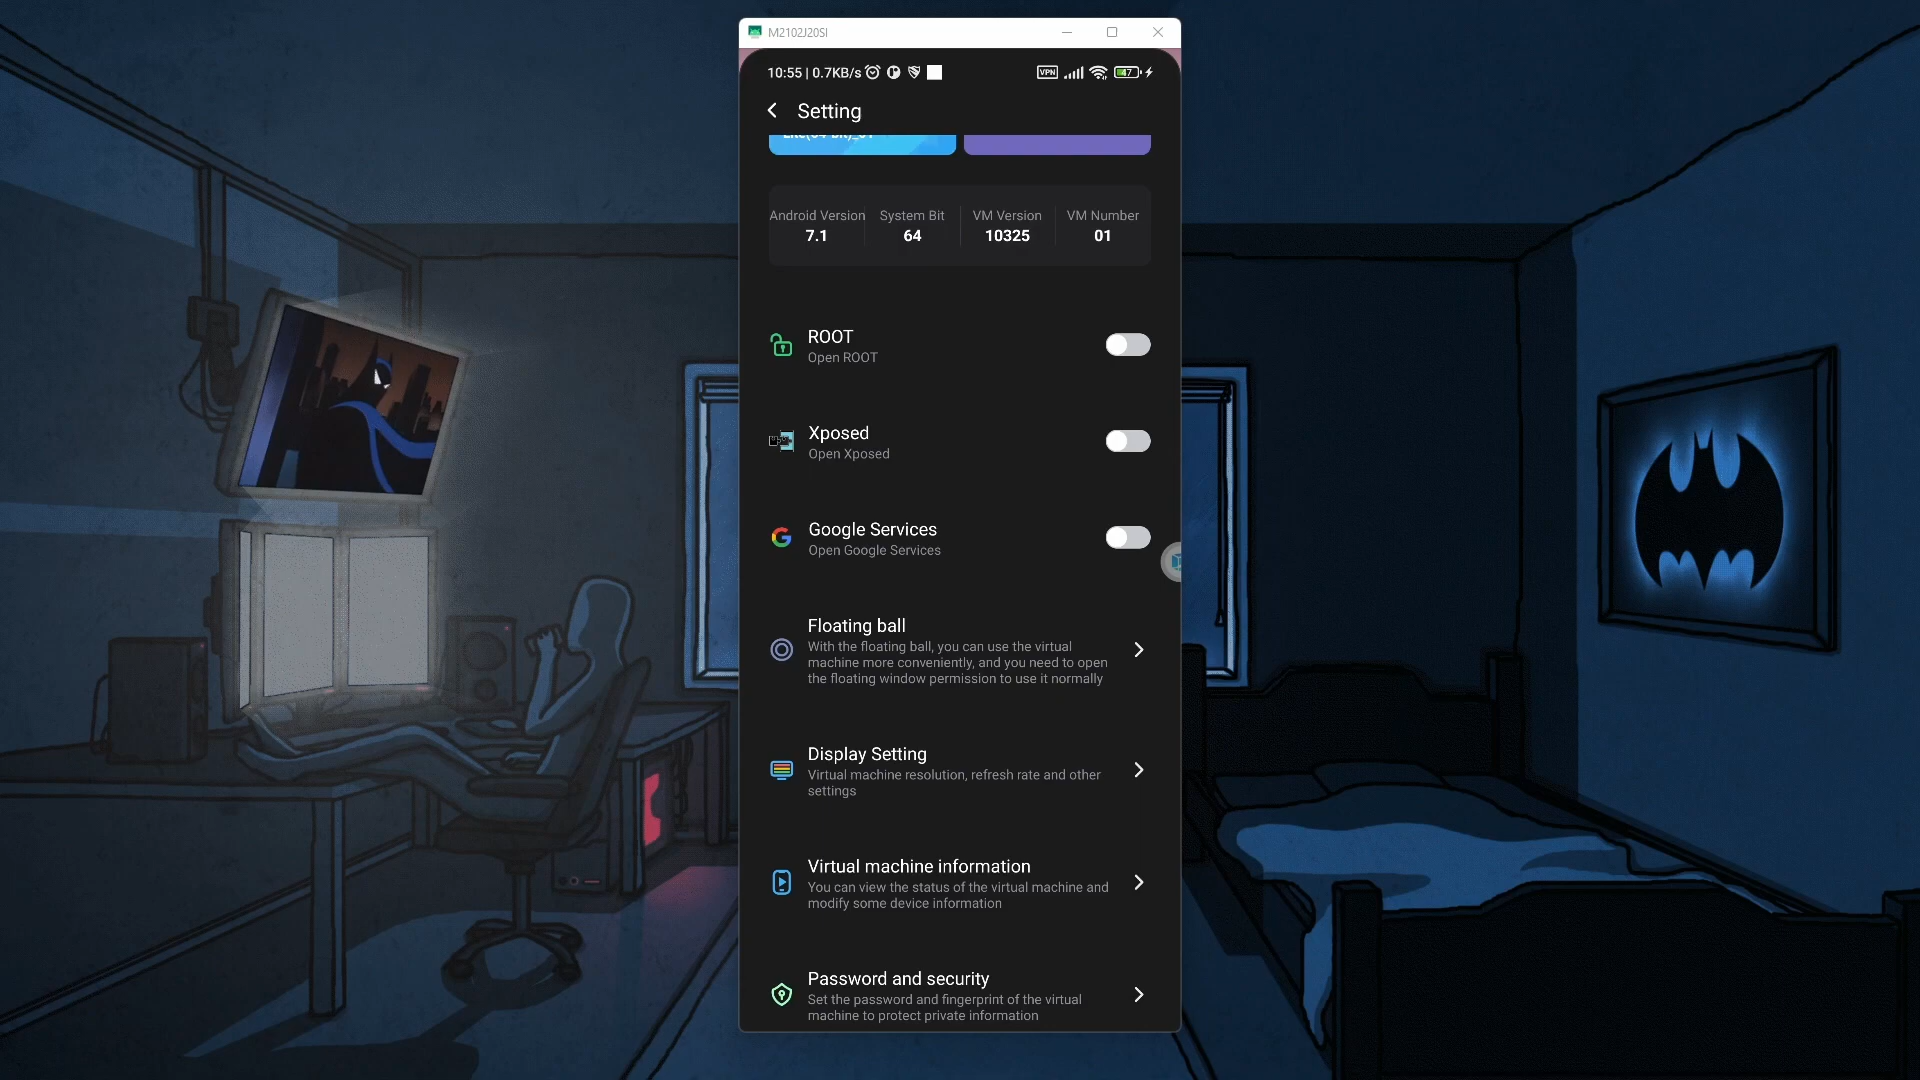 M2102J20SI
10:55 | 0.7KB/s
VPN
47
Setting
Android Version
7.1
System Bit
64
VM Version
10325
VM Number
01
ROOT
Open ROOT
Xposed
Open Xposed
Google Services
Open Google Services
Floating ball
With the floating ball, you can use the virtual
machine more conveniently, and you need to open
the floating window permission to use it normally
Display Setting
Virtual machine resolution, refresh rate and other
settings
Virtual machine information
You can view the status of the virtual machine and
modify some device information
Password and security
Set the password and fingerprint of the virtual
machine to protect private information